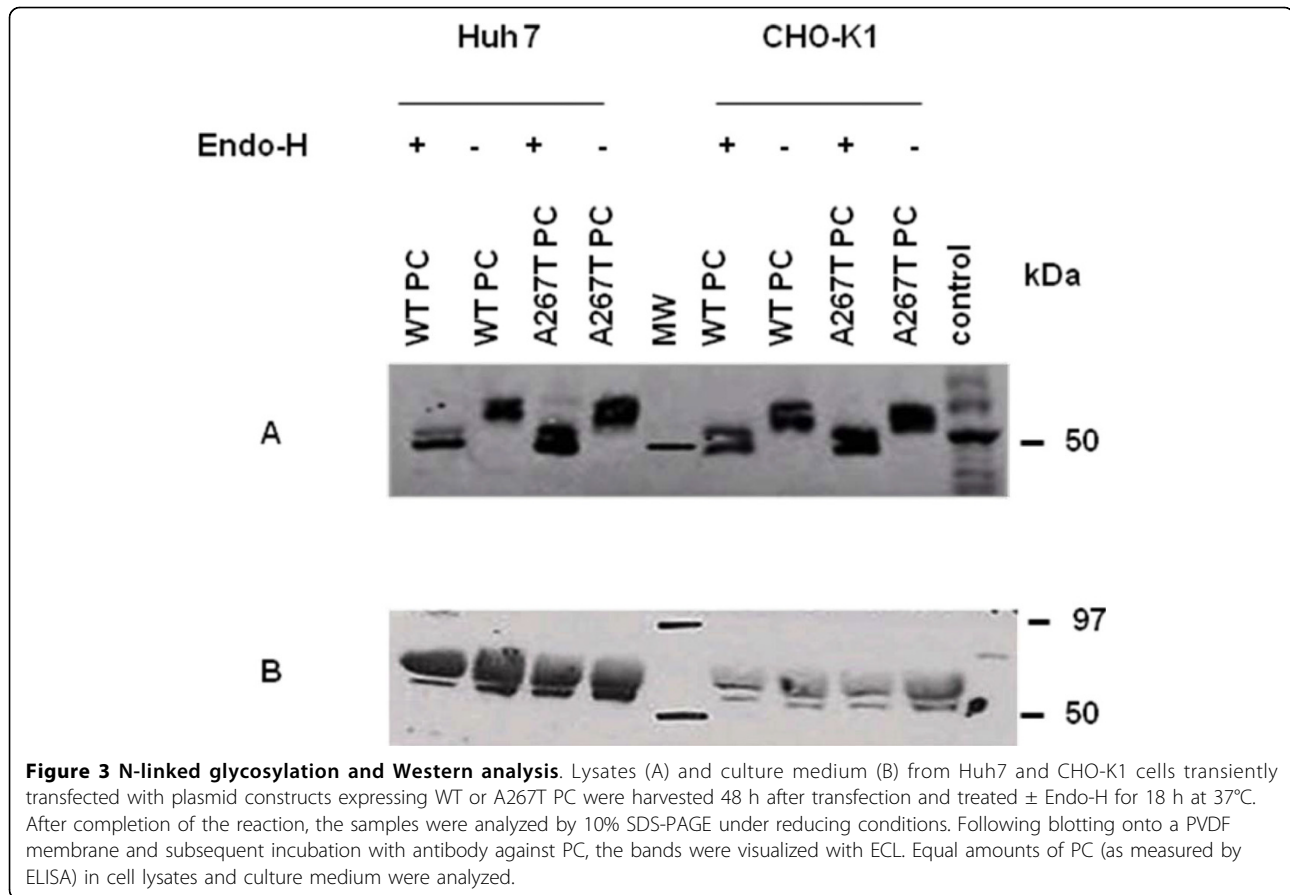 Huh7 CHO-K1
Endo-H + - + - + - + -
WT PC WT PC A267T PC A267T PC MW WT PC WT PC A267T PC A267T PC control kDa
A 50
97
B
50
Figure 3 N-linked glycosylation and Western analysis. Lysates (A) and culture medium (B) from Huh7 and CHO-K1 cells transiently
transfected with plasmid constructs expressing WT or A267T PC were harvested 48 h after transfection and treated ± Endo-H for 18 h at 37°C.
After completion of the reaction, the samples were analyzed by 10% SDS-PAGE under reducing conditions. Following blotting onto a PVDF
membrane and subsequent incubation with antibody against PC, the bands were visualized with ECL. Equal amounts of PC (as measured by
ELISA) in cell lysates and culture medium were analyzed.